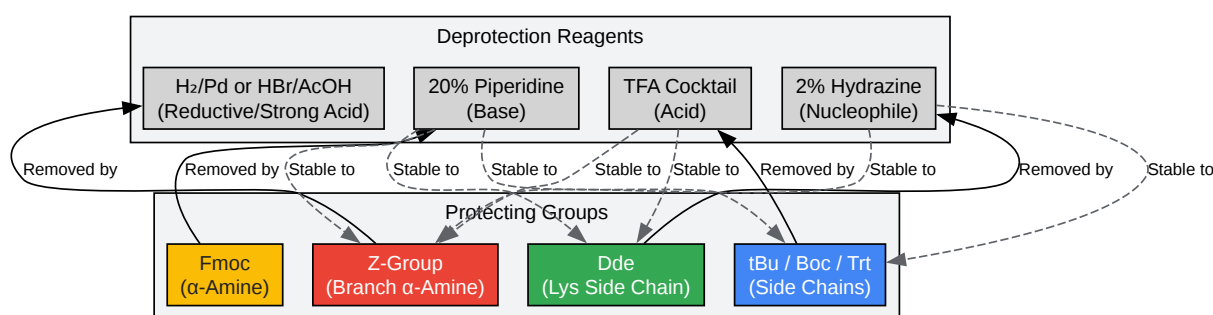 Deprotection Reagents
H₂/Pd or HBr/AcOH
(Reductive/Strong Acid)
20% Piperidine
(Base)
TFA Cocktail
(Acid)
2% Hydrazine
(Nucleophile)
Removed by
Removed by
Stable to
Stable to
Stable to
Stable to
Stable to
Removed by
Stable to
Removed by
Stable to
Protecting Groups
Fmoc
(α-Amine)
Z-Group
(Branch α-Amine)
Dde
(Lys Side Chain)
tBu / Boc / Trt
(Side Chains)